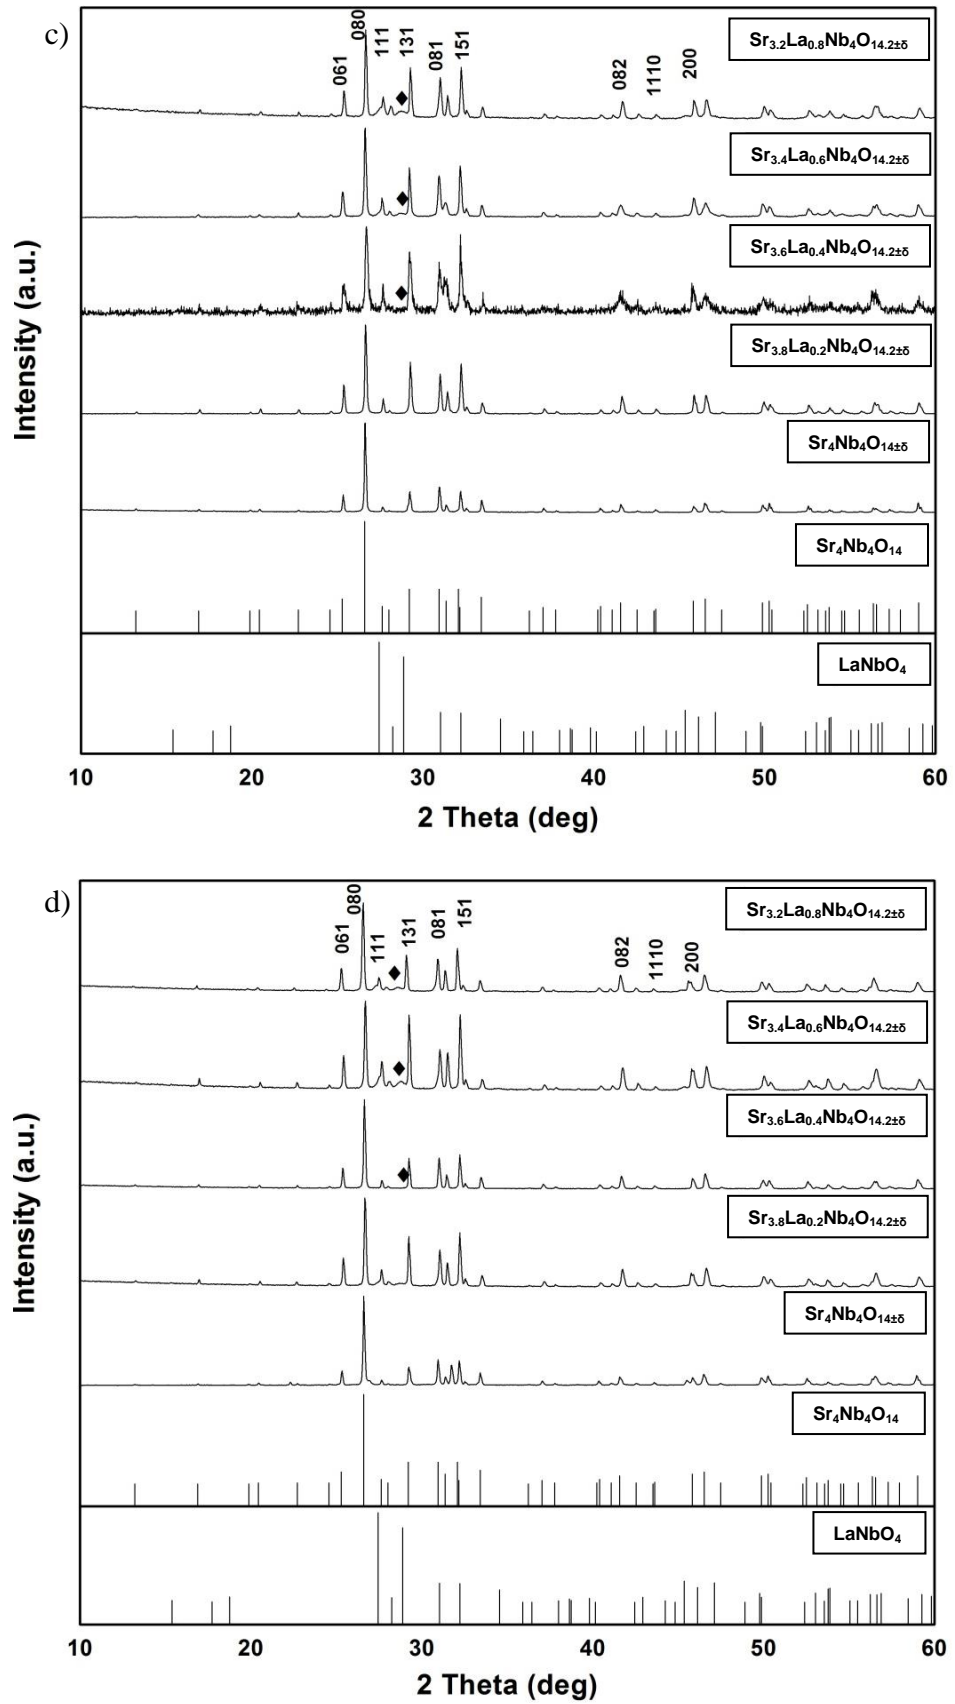 c)
061
080
111
131
081
151
082
1110
200
Sr3.2La0.8Nb4O14.2±δ
Sr3.4La0.6Nb4O14.2±δ
Sr3.6La0.4Nb4O14.2±δ
Sr3.8La0.2Nb4O14.2±δ
Sr4Nb4O14±δ
Sr4Nb4O14
LaNbO4
Intensity (a.u.)
10 20 30 40 50 60
2 Theta (deg)
d)
061
080
111
131
081
151
082
1110
200
Sr3.2La0.8Nb4O14.2±δ
Sr3.4La0.6Nb4O14.2±δ
Sr3.6La0.4Nb4O14.2±δ
Sr3.8La0.2Nb4O14.2±δ
Sr4Nb4O14±δ
Sr4Nb4O14
LaNbO4
Intensity (a.u.)
10 20 30 40 50 60
2 Theta (deg)